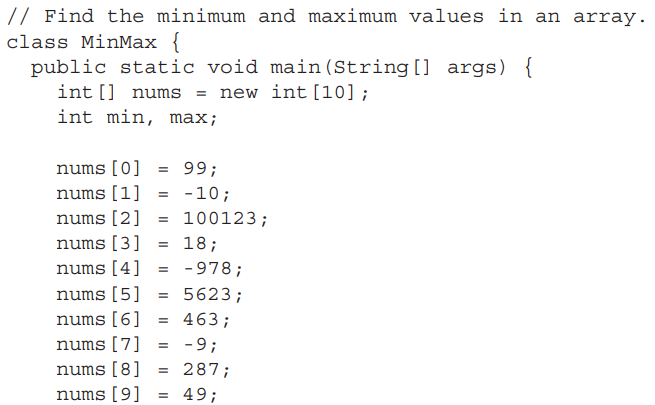 // Find the minimum and maximum values in an array.
class MinMax {
  public static void main(String[] args) {
    int[] nums = new int[10];
    int min, max;

    nums[0] = 99;
    nums[1] = -10;
    nums[2] = 100123;
    nums[3] = 18;
    nums[4] = -978;
    nums[5] = 5623;
    nums[6] = 463;
    nums[7] = -9;
    nums[8] = 287;
    nums[9] = 49;